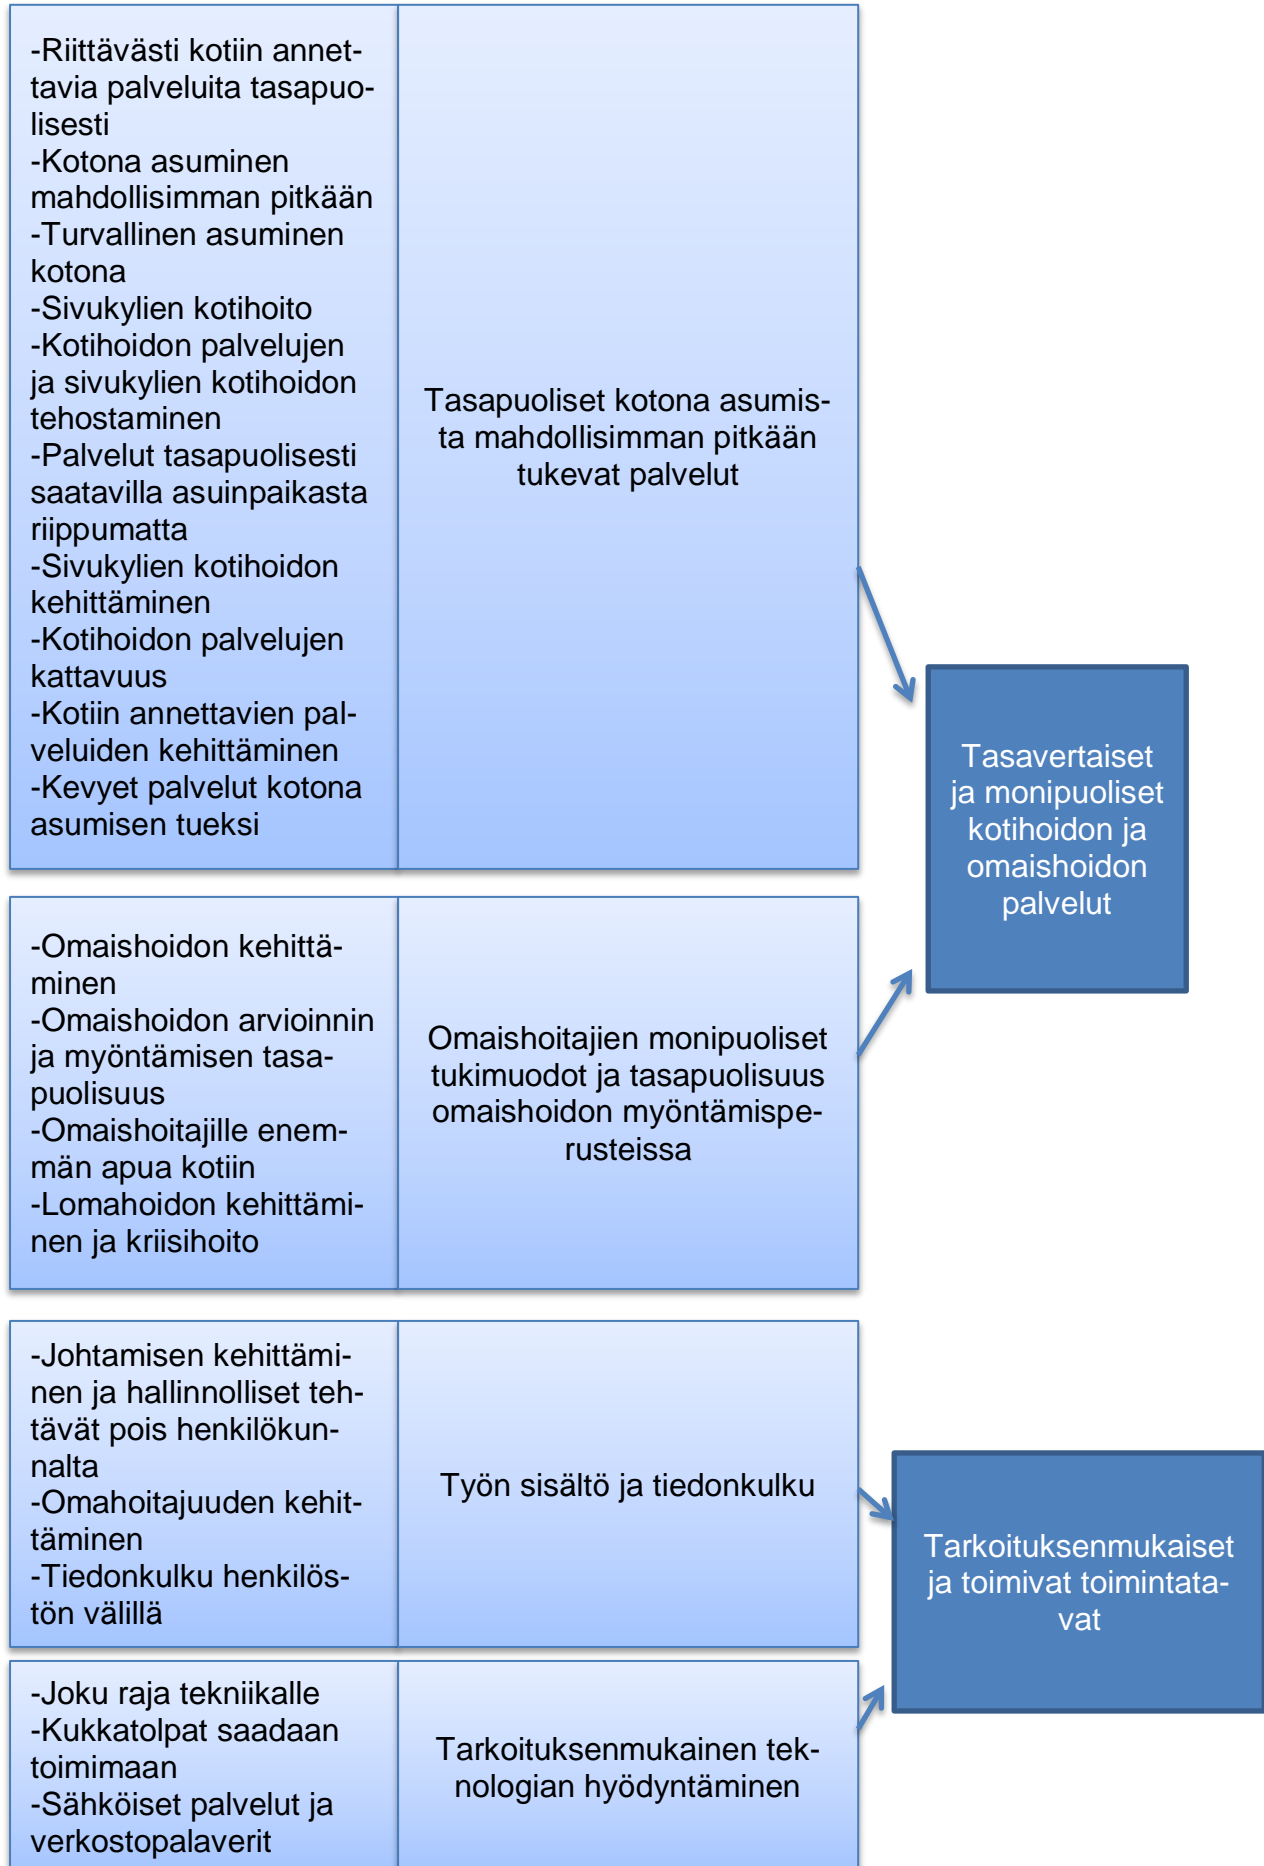 -Riittävästi kotiin annet-
tavia palveluita tasapuo-
lisesti
-Kotona asuminen
mahdollisimman pitkään
-Turvallinen asuminen
kotona
-Sivukylien kotihoito
-Kotihoidon palvelujen
ja sivukylien kotihoidon
tehostaminen
-Palvelut tasapuolisesti
saatavilla asuinpaikasta
riippumatta
-Sivukylien kotihoidon
kehittäminen
-Kotihoidon palvelujen
kattavuus
-Kotiin annettavien pal-
veluiden kehittäminen
-Kevyet palvelut kotona
asumisen tueksi
Tasapuoliset kotona asumis-
ta mahdollisimman pitkään
tukevat palvelut
Tasavertaiset
ja monipuoliset
kotihoidon ja
omaishoidon
palvelut
-Omaishoidon kehittä-
minen
-Omaishoidon arvioinnin
ja myöntämisen tasa-
puolisuus
-Omaishoitajille enem-
män apua kotiin
-Lomahoidon kehittämi-
nen ja kriisihoito
Omaishoitajien monipuoliset
tukimuodot ja tasapuolisuus
omaishoidon myöntämispe-
rusteissa
-Johtamisen kehittämi-
nen ja hallinnolliset teh-
tävät pois henkilökun-
nalta
-Omahoitajuuden kehit-
täminen
-Tiedonkulku henkilös-
tön välillä
Työn sisältö ja tiedonkulku
Tarkoituksenmukaiset
ja toimivat toimintata-
vat
-Joku raja tekniikalle
-Kukkatolpat saadaan
toimimaan
-Sähköiset palvelut ja
verkostopalaverit
Tarkoituksenmukainen tek-
nologian hyödyntäminen